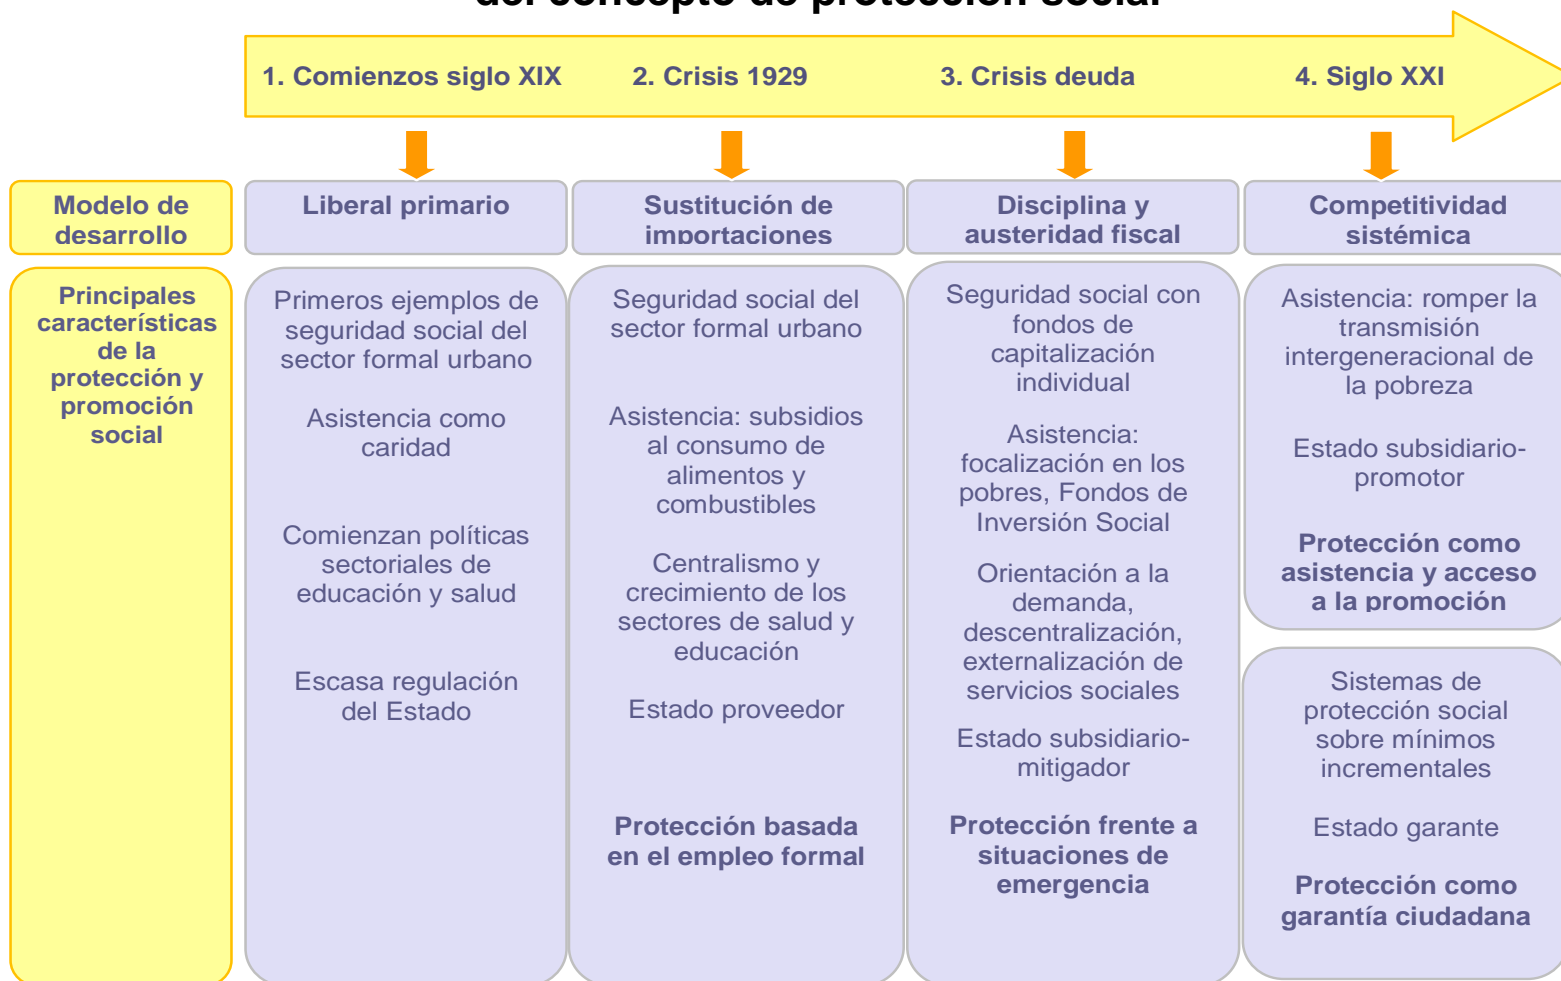 del concepto de protección social
1. Comienzos siglo XIX
2. Crisis 1929
3. Crisis deuda
4. Siglo XXI
Modelo de
desarrollo
Liberal primario
Sustitución de
importaciones
Disciplina y
austeridad fiscal
Competitividad
sistémica
Principales
características
de la
protección y
promoción
social
Primeros ejemplos de
seguridad social del
sector formal urbano
Asistencia como
caridad
Comienzan políticas
sectoriales de
educación y salud
Escasa regulación
del Estado
Seguridad social del
sector formal urbano
Asistencia: subsidios
al consumo de
alimentos y
combustibles
Centralismo y
crecimiento de los
sectores de salud y
educación
Estado proveedor
Protección basada
en el empleo formal
Seguridad social con
fondos de
capitalización
individual
Asistencia:
focalización en los
pobres, Fondos de
Inversión Social
Orientación a la
demanda,
descentralización,
externalización de
servicios sociales
Estado subsidiario-
mitigador
Protección frente a
situaciones de
emergencia
Asistencia: romper la
transmisión
intergeneracional de
la pobreza
Estado subsidiario-
promotor
Protección como
asistencia y acceso
a la promoción
Sistemas de
protección social
sobre mínimos
incrementales
Estado garante
Protección como
garantía ciudadana